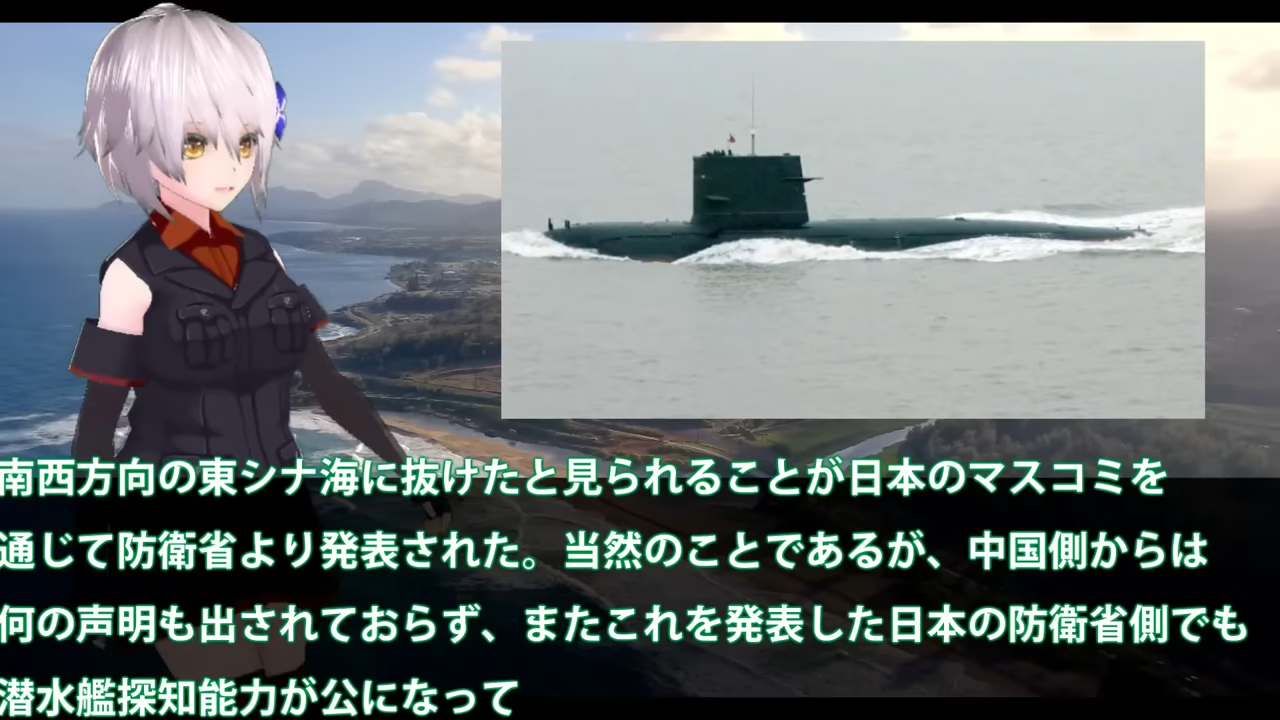 南西方向の東シナ海に抜けたと見られることが日本のマスコミを
通じて防衛省より発表された。当然のことであるが、中国側からは
何の声明も出されておらず、またこれを発表した日本の防衛省側でも
潜水艦探知能力が公になって